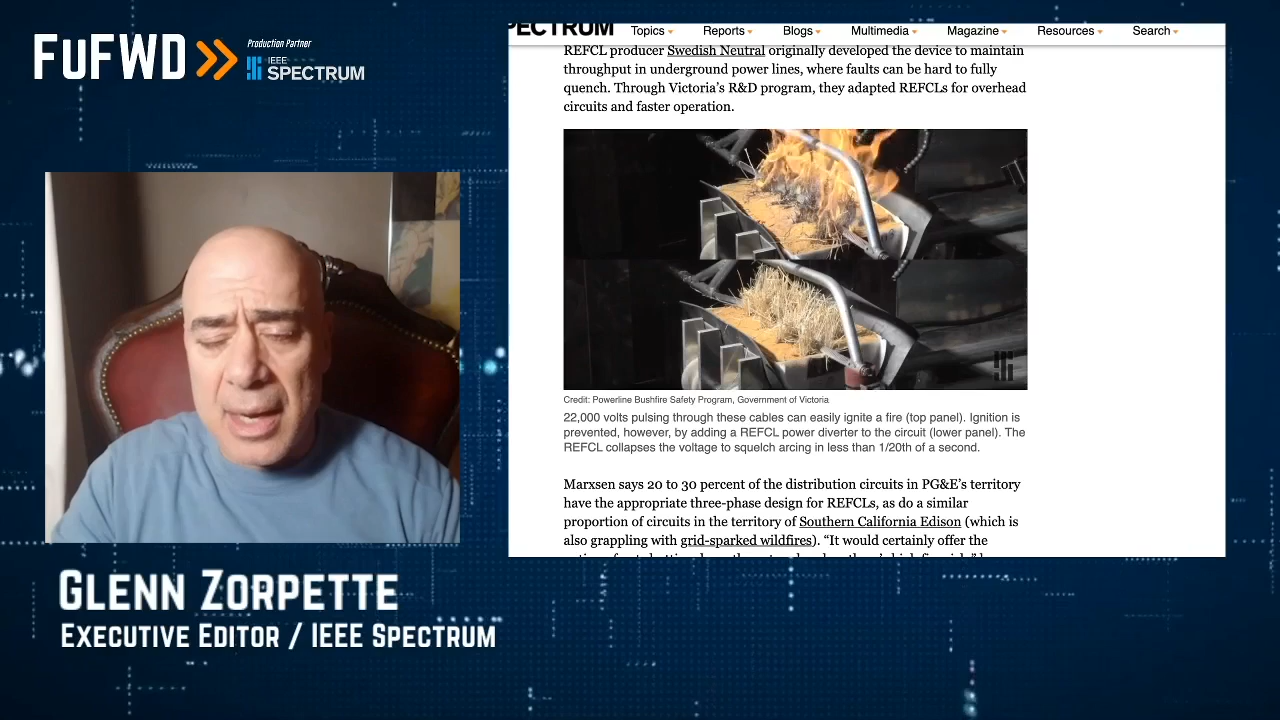 FUFWD
Production Partner
IEEE
SPECTRUM
SPECTRUM
Topics Reports Blogs Multimedia Magazine Resources Search
REFCL producer Swedish Neutral originally developed the device to maintain
throughput in underground power lines, where faults can be hard to fully
quench. Through Victoria's R&D program, they adapted REFCLs for overhead
circuits and faster operation.
Credit: Powerline Bushfire Safety Program, Government of Victoria
22,000 volts pulsing through these cables can easily ignite a fire (top panel). Ignition is
prevented, however, by adding a REFCL power diverter to the circuit (lower panel). The
REFCL collapses the voltage to squelch arcing in less than 1/20th of a second.
Marxsen says 20 to 30 percent of the distribution circuits in PG&E's territory
have the appropriate three-phase design for REFCLs, as do a similar
proportion of circuits in the territory of Southern California Edison (which is
also grappling with grid-sparked wildfires). “It would certainly offer the
GLENN ZORPETTE
EXECUTIVE EDITOR / IEEE SPECTRUM